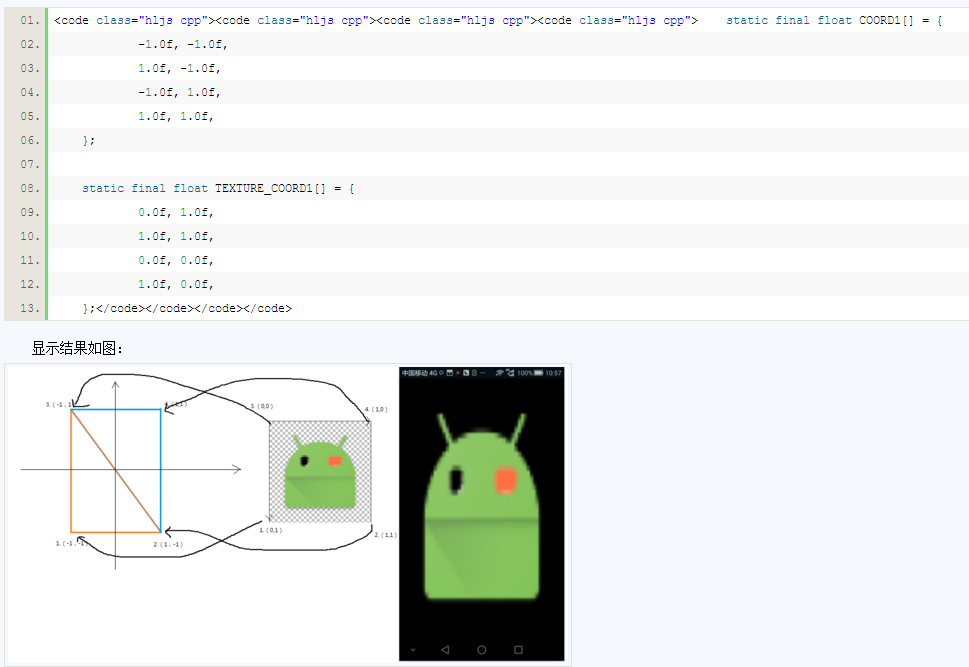 01. <code class="hljs cpp"><code class="hljs cpp"><code class="hljs cpp"><code class="hljs cpp">    static final float COORD1[] = {
02.             -1.0f, -1.0f,
03.             1.0f, -1.0f,
04.             -1.0f, 1.0f,
05.             1.0f, 1.0f,
06.     };
07.
08.     static final float TEXTURE_COORD1[] = {
09.             0.0f, 1.0f,
10.             1.0f, 1.0f,
11.             0.0f, 0.0f,
12.             1.0f, 0.0f,
13.     };</code></code></code></code>
显示结果如图：
中国移动 4G 100% 10:57
3. (-1, 1
3. (0,0)
4. (1,0)
1. (-1, -1)
2. (1, -1)
1. (0,1)
2. (1,1)